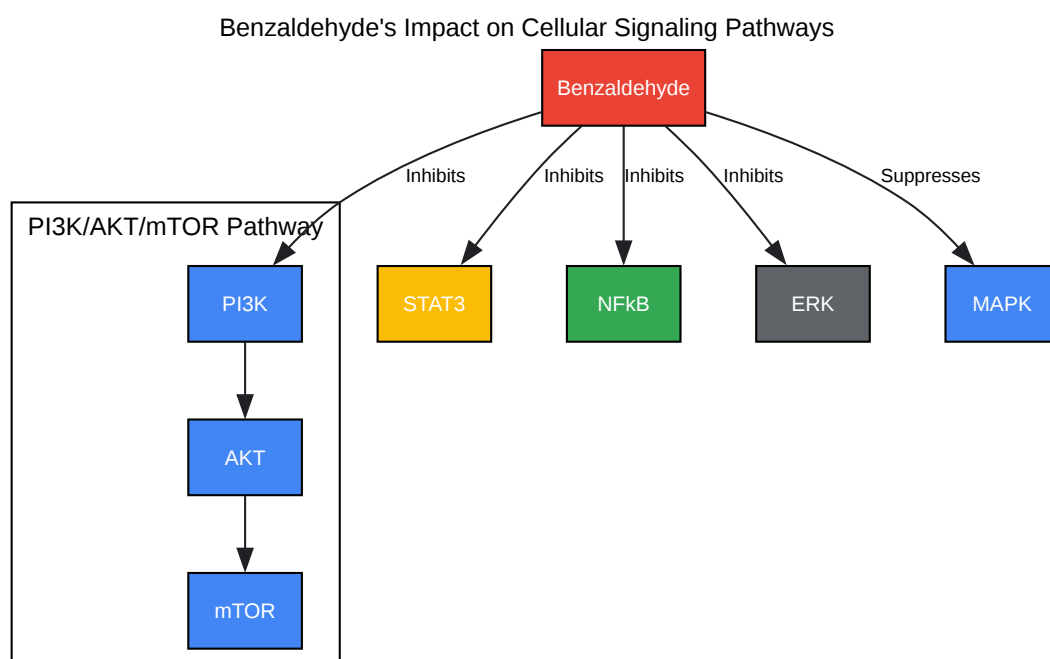 Benzaldehyde's Impact on Cellular Signaling Pathways
Benzaldehyde
Inhibits
Inhibits
Inhibits
Inhibits
Suppresses
PI3K/AKT/mTOR Pathway
PI3K
STAT3
NFkB
ERK
MAPK
AKT
mTOR